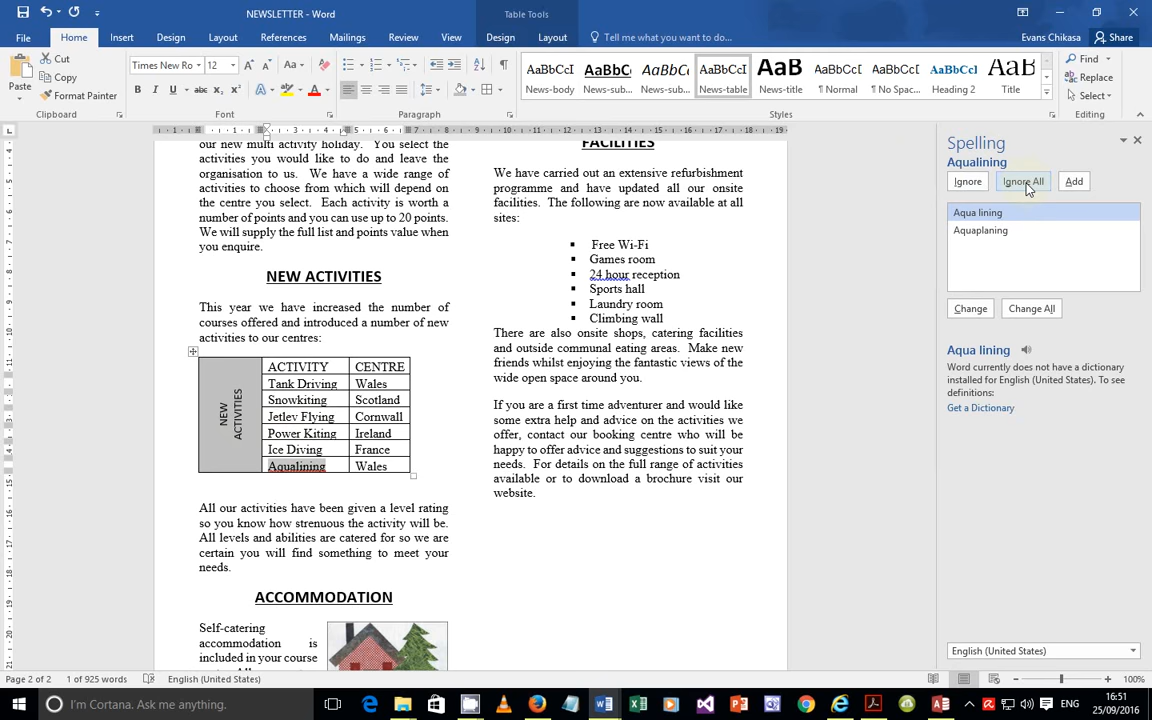 NEWSLETTER - Word
Table Tools
File
Home
Insert
Design
Layout
References
Mailings
Review
View
Design
Layout
Tell me what you want to do...
Evans Chikasa
Share
Paste
Cut
Copy
Format Painter
Clipboard
Times New Ro
12
Font
Paragraph
AaBbCcI
News-body
AaBbC
News-sub...
AaBbCc
News-sub...
AaBbCcI
News-table
AaB
News-title
AaBbCcI
¶ Normal
AaBbCcI
¶ No Spac...
AaBbCcI
Heading 2
AaBb
Title
Styles
Find
Replace
Select
Editing
our new multi activity holiday. You select the
activities you would like to do and leave the
organisation to us. We have a wide range of
activities to choose from which will depend on
the centre you select. Each activity is worth a
number of points and you can use up to 20 points.
We will supply the full list and points value when
you enquire.
NEW ACTIVITIES
This year we have increased the number of
courses offered and introduced a number of new
activities to our centres:
NEW
ACTIVITIES
ACTIVITY CENTRE
Tank Driving Wales
Snowkiting Scotland
Jetlev Flying Cornwall
Power Kiting Ireland
Ice Diving France
Aqualining Wales
All our activities have been given a level rating
so you know how strenuous the activity will be.
All levels and abilities are catered for so we are
certain you will find something to meet your
needs.
ACCOMMODATION
Self-catering
accommodation is
included in your course
FACILITIES
We have carried out an extensive refurbishment
programme and have updated all our onsite
facilities. The following are now available at all
sites:
▪ Free Wi-Fi
▪ Games room
▪ 24 hour reception
▪ Sports hall
▪ Laundry room
▪ Climbing wall
There are also onsite shops, catering facilities
and outside communal eating areas. Make new
friends whilst enjoying the fantastic views of the
wide open space around you.
If you are a first time adventurer and would like
some extra help and advice on the activities we
offer, contact our booking centre who will be
happy to offer advice and suggestions to suit your
needs. For details on the full range of activities
available or to download a brochure visit our
website.
Spelling
Aqualining
Ignore
Ignore All
Add
Aqua lining
Aquaplaning
Change
Change All
Aqua lining
Word currently does not have a dictionary
installed for English (United States). To see
definitions:
Get a Dictionary
English (United States)
Page 2 of 2
1 of 925 words
English (United States)
100%
I'm Cortana. Ask me anything.
ENG
16:51
25/09/2016